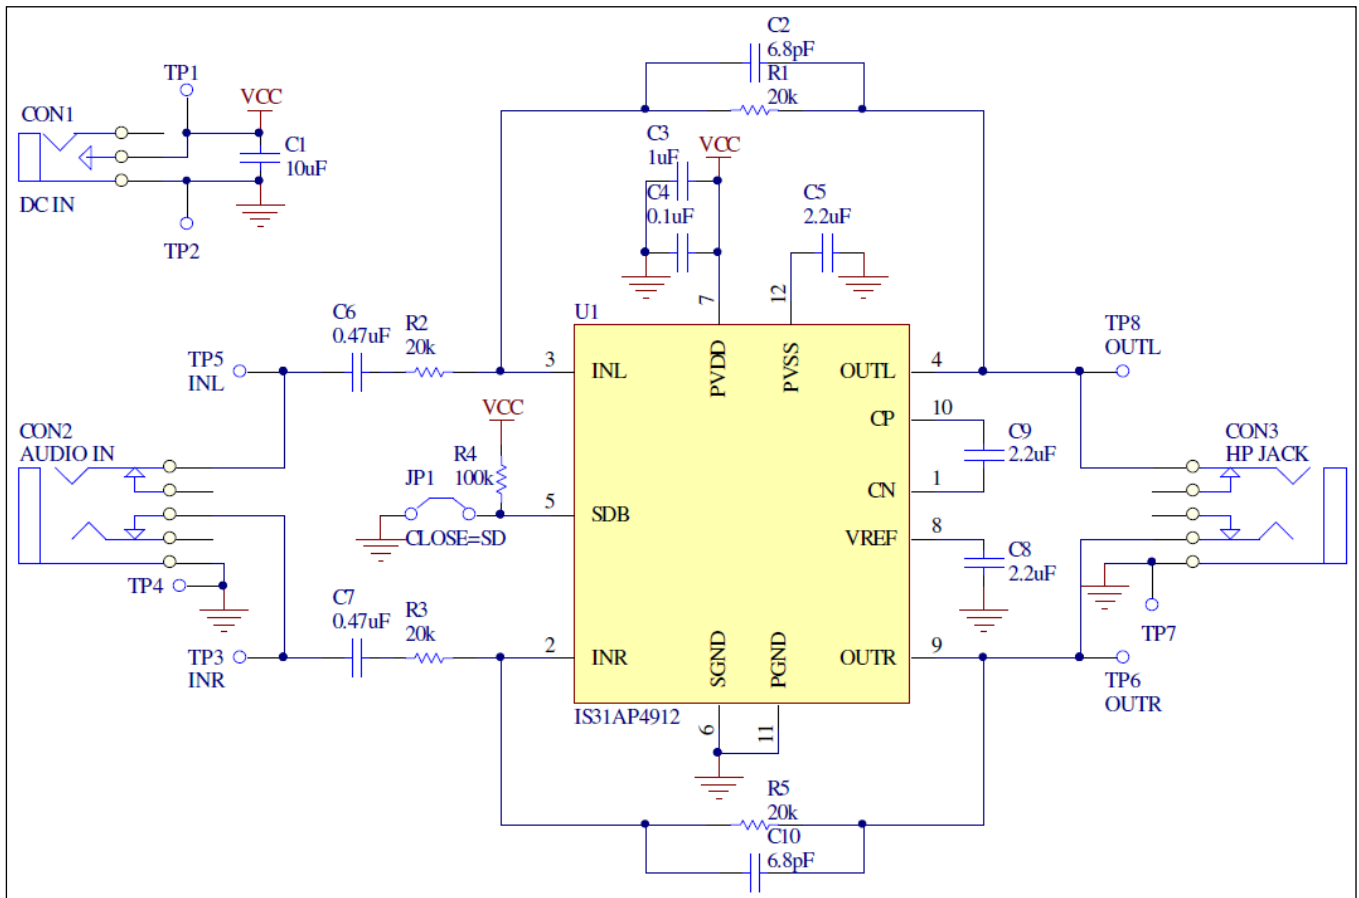 C2
6.8pF
R1
20k
TP1
VCC
CON1
C1
10uF
DC IN
TP2
C3
1uF
VCC
C4
0.1uF
C5
2.2uF
7
12
U1
C6
0.47uF
R2
20k
TP5
INL
3
INL
PVDD
PVSS
OUTL
4
TP8
OUTL
CP
10
VCC
CON2
AUDIO IN
R4
100k
JP1
C9
2.2uF
CON3
HP JACK
CN
1
5
SDB
CLOSE=SD
VREF
8
C8
2.2uF
TP4
C7
0.47uF
R3
20k
TP7
TP3
INR
2
INR
SGND
PGND
OUTR
9
TP6
OUTR
IS31AP4912
6
11
R5
20k
C10
6.8pF